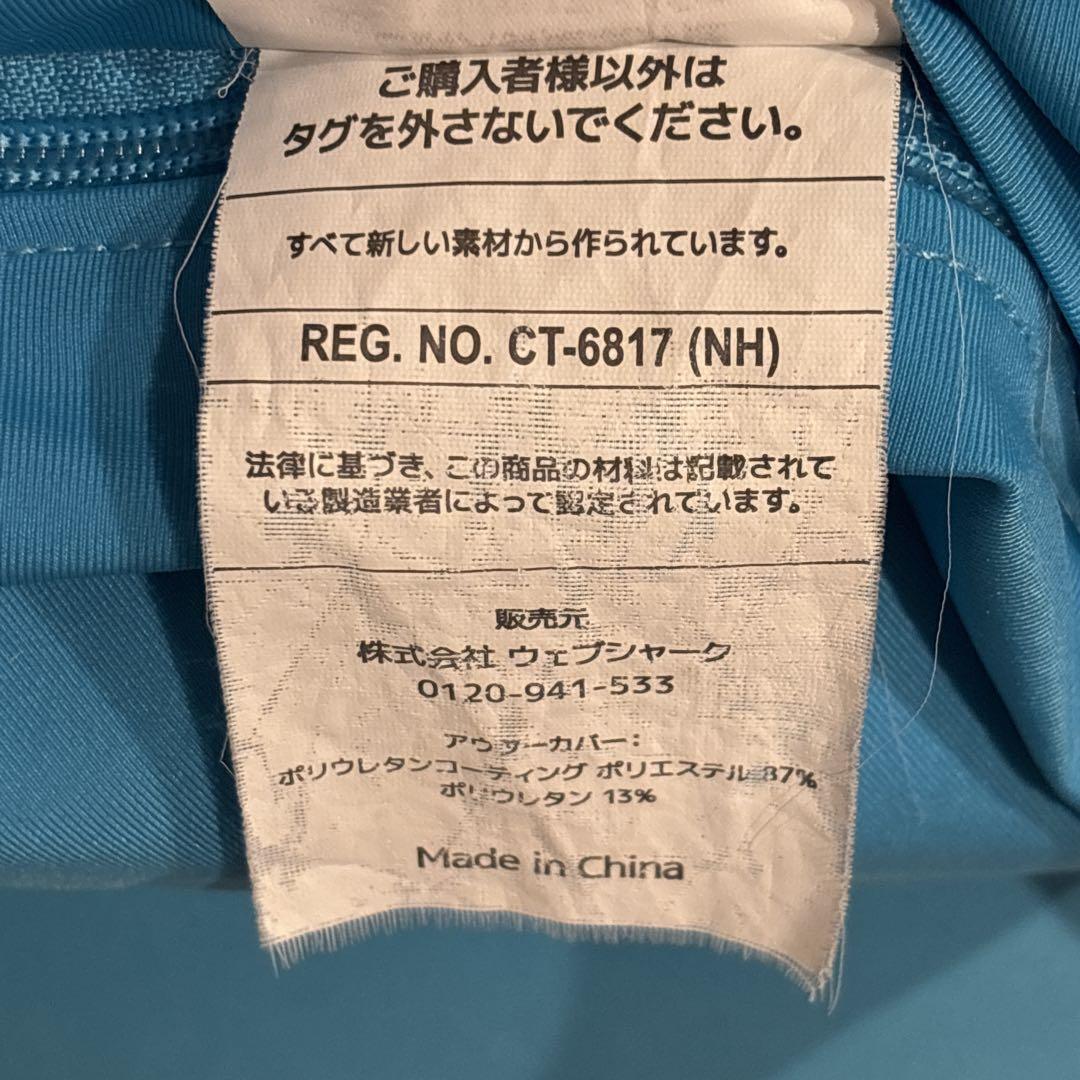 ご購入者様以外は
タグを外さないでください。
すべて新しい素材から作られています。
REG. NO. CT-6817 (NH)
法律に基づき、この商品の材料は記載されて
いる製造業者によって認定されています。
販売元
株式会社 ウェブシャーク
0120-941-533
アウターカバー:
ポリウレタンコーティング ポリエステル 87%
ポリウレタン 13%
Made in China